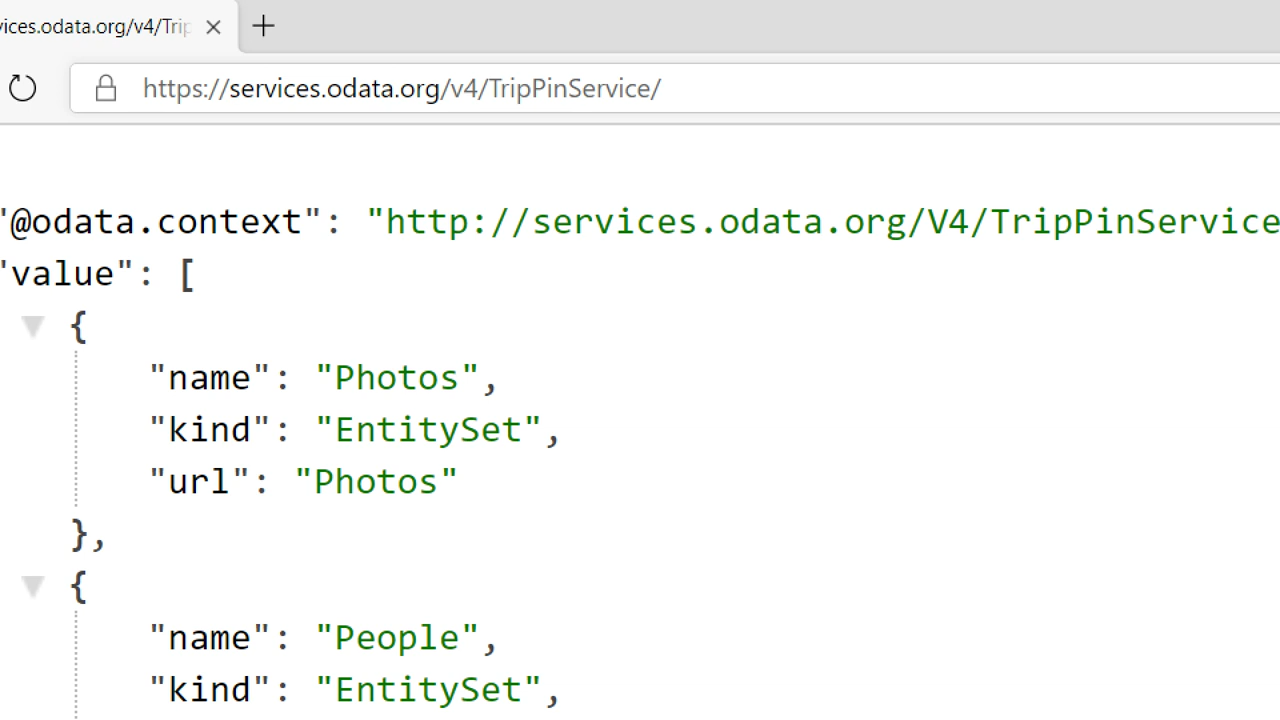 vices.odata.org/v4/Trip
https://services.odata.org/v4/TripPinService/
"@odata.context": "http://services.odata.org/V4/TripPinService
"value": [
{
"name": "Photos",
"kind": "EntitySet",
"url": "Photos"
},
{
"name": "People",
"kind": "EntitySet",